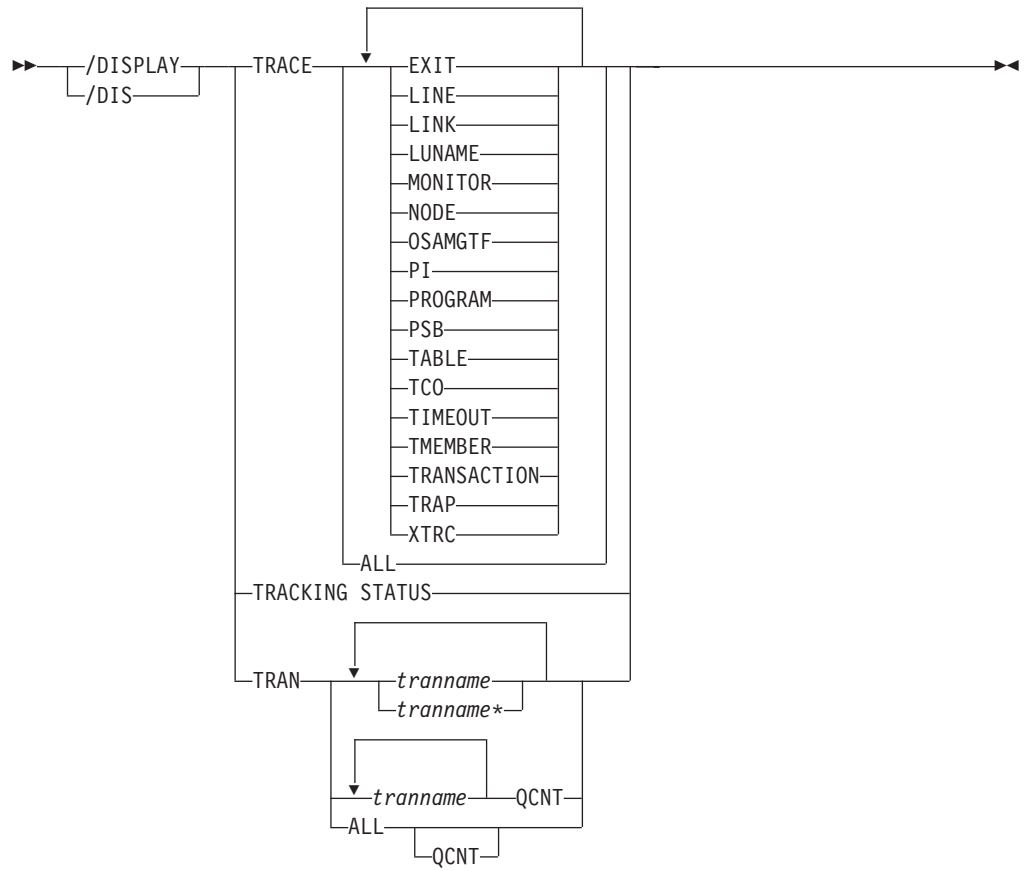 /DISPLAY TRACE EXIT
/DIS LINE
LINK
LUNAME
MONITOR
NODE
OSAMGTF
PI
PROGRAM
PSB
TABLE
TCO
TIMEOUT
TMEMBER
TRANSACTION
TRAP
XTRC
ALL
TRACKING STATUS
TRAN tranname
tranname*
tranname QCNT
ALL
QCNT